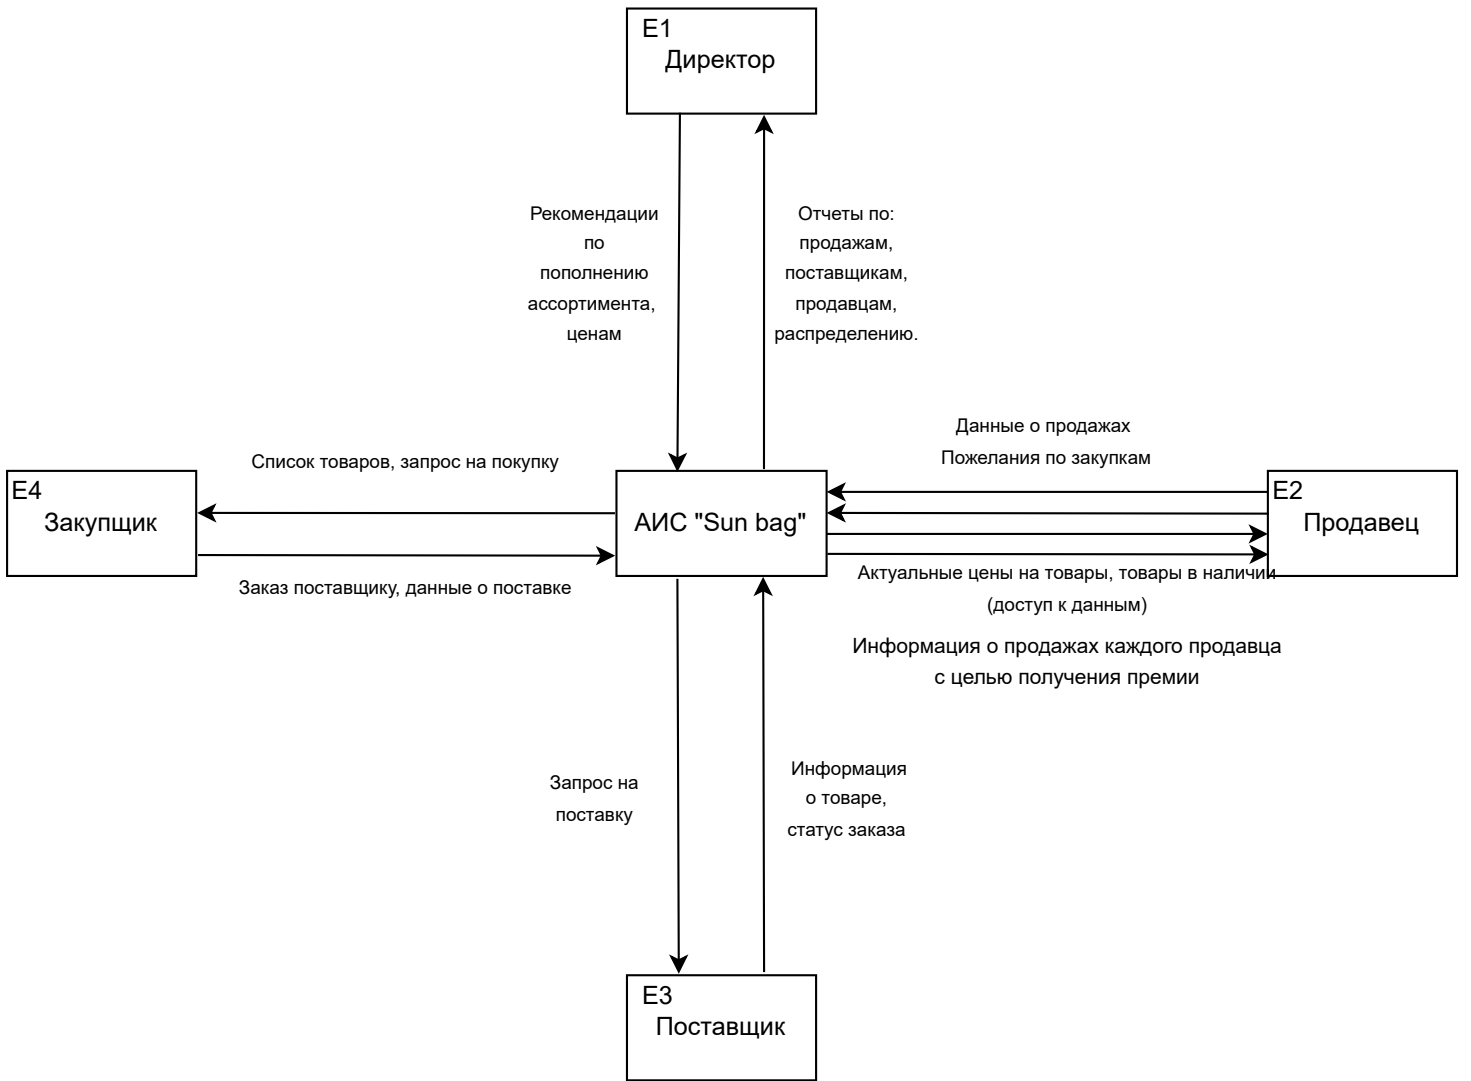 E1
Директор
Рекомендации
по
пополнению
ассортимента,
ценам
Отчеты по:
продажам,
поставщикам,
продавцам,
распределению.
Данные о продажах
Пожелания по закупкам
Список товаров, запрос на покупку
E4
Закупщик
АИС "Sun bag"
E2
Продавец
Заказ поставщику, данные о поставке
Актуальные цены на товары, товары в наличии
(доступ к данным)
Информация о продажах каждого продавца
с целью получения премии
Запрос на
поставку
Информация
о товаре,
статус заказа
E3
Поставщик